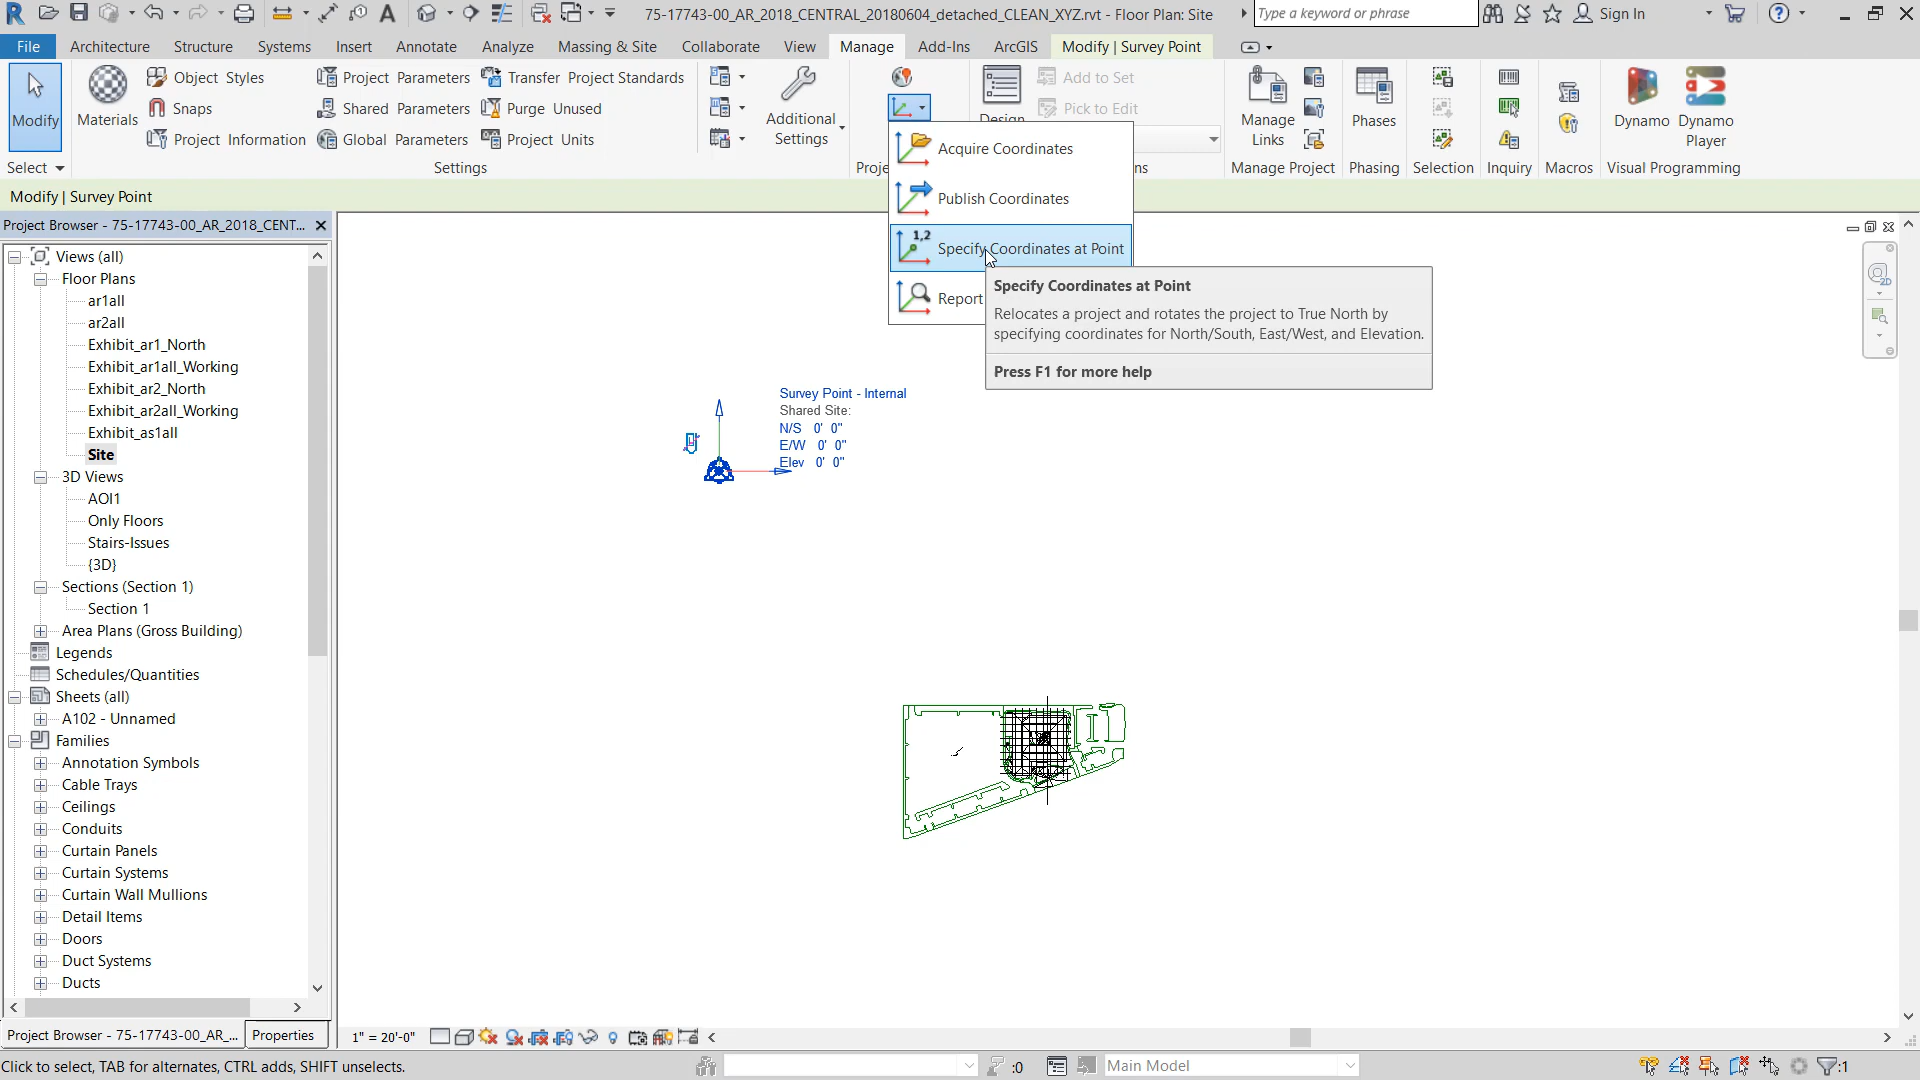 75-17743-00_AR_2018_CENTRAL_20180604_detached_CLEAN_XYZ.rvt - Floor Plan: Site
Type a keyword or phrase
Sign In
File
Architecture
Structure
Systems
Insert
Annotate
Analyze
Massing & Site
Collaborate
View
Manage
Add-Ins
ArcGIS
Modify | Survey Point
Modify
Materials
Object Styles
Snaps
Project Information
Project Parameters
Shared Parameters
Global Parameters
Transfer Project Standards
Purge Unused
Project Units
Additional
Settings
Design
Add to Set
Pick to Edit
Manage
Links
Phases
Dynamo
Dynamo
Player
Select
Settings
Proje
ns
Manage Project
Phasing
Selection
Inquiry
Macros
Visual Programming
Acquire Coordinates
Publish Coordinates
1,2
Specify Coordinates at Point
Report
Specify Coordinates at Point
Relocates a project and rotates the project to True North by
specifying coordinates for North/South, East/West, and Elevation.
Press F1 for more help
Modify | Survey Point
Project Browser - 75-17743-00_AR_2018_CENT...
Views (all)
Floor Plans
ar1all
ar2all
Exhibit_ar1_North
Exhibit_ar1all_Working
Exhibit_ar2_North
Exhibit_ar2all_Working
Exhibit_as1all
Site
3D Views
AOI1
Only Floors
Stairs-Issues
{3D}
Sections (Section 1)
Section 1
Area Plans (Gross Building)
Legends
Schedules/Quantities
Sheets (all)
A102 - Unnamed
Families
Annotation Symbols
Cable Trays
Ceilings
Conduits
Curtain Panels
Curtain Systems
Curtain Wall Mullions
Detail Items
Doors
Duct Systems
Ducts
Survey Point - Internal
Shared Site:
N/S 0' 0"
E/W 0' 0"
Elev 0' 0"
2D
Project Browser - 75-17743-00_AR_...
Properties
1" = 20'-0"
Click to select, TAB for alternates, CTRL adds, SHIFT unselects.
:0
Main Model
:1